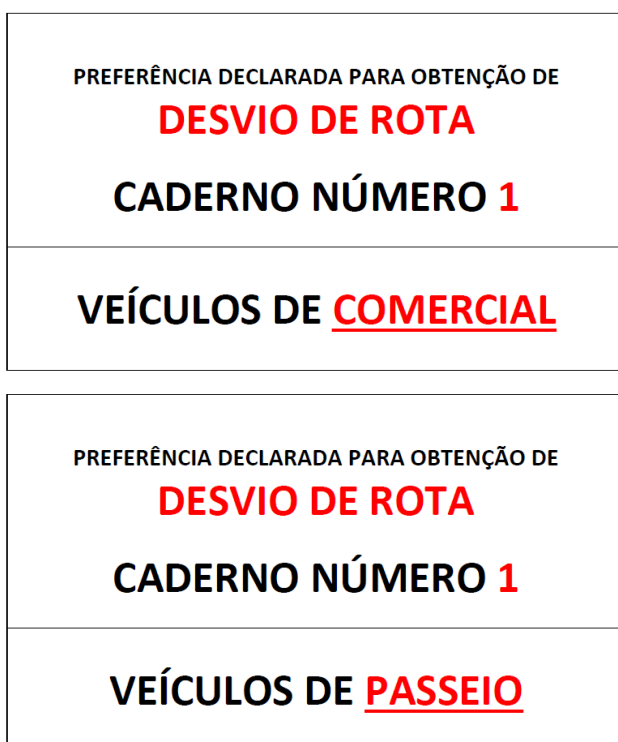 PREFERÊNCIA DECLARADA PARA OBTENÇÃO DE
DESVIO DE ROTA
CADERNO NÚMERO 1
VEÍCULOS DE COMERCIAL
PREFERÊNCIA DECLARADA PARA OBTENÇÃO DE
DESVIO DE ROTA
CADERNO NÚMERO 1
VEÍCULOS DE PASSEIO